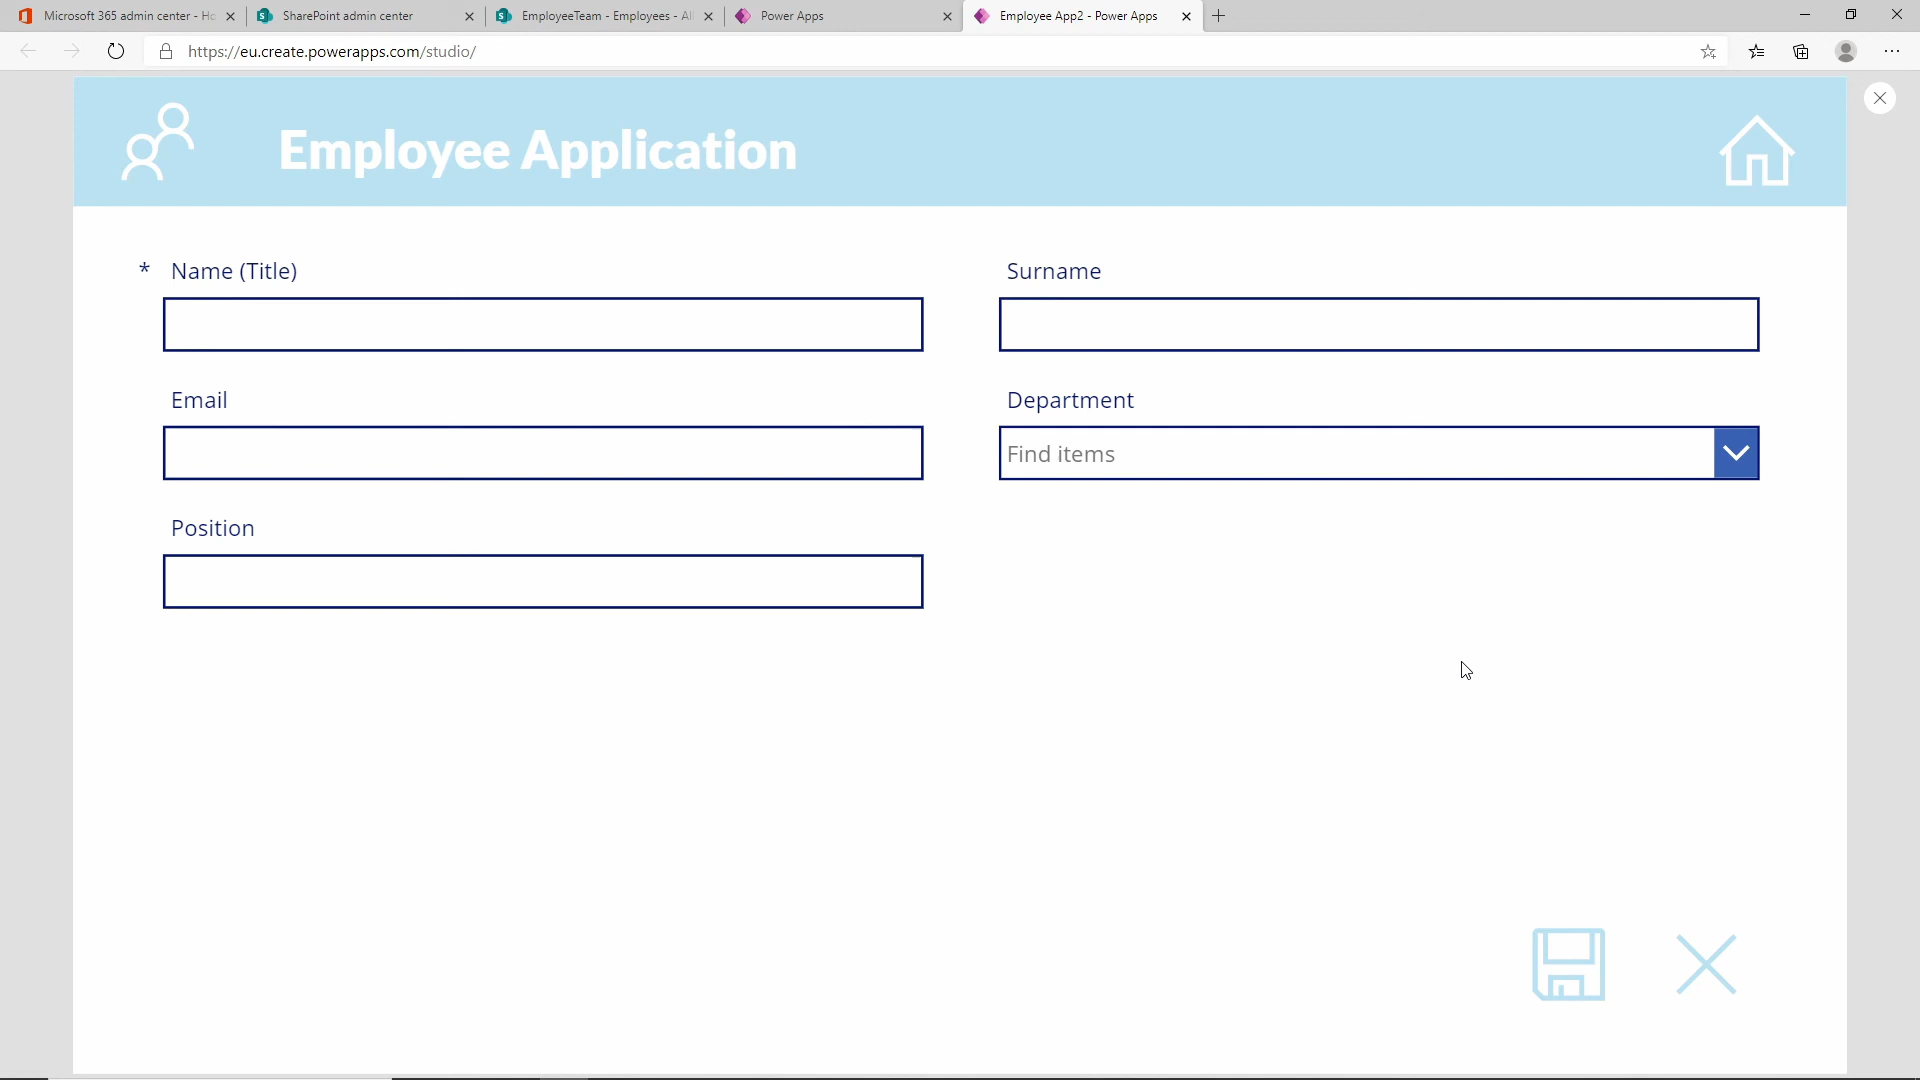 Microsoft 365 admin center - Ho
SharePoint admin center
EmployeeTeam - Employees - Al
Power Apps
Employee App2 - Power Apps
https://eu.create.powerapps.com/studio/
Employee Application
* Name (Title)
Surname
Email
Department
Find items
Position